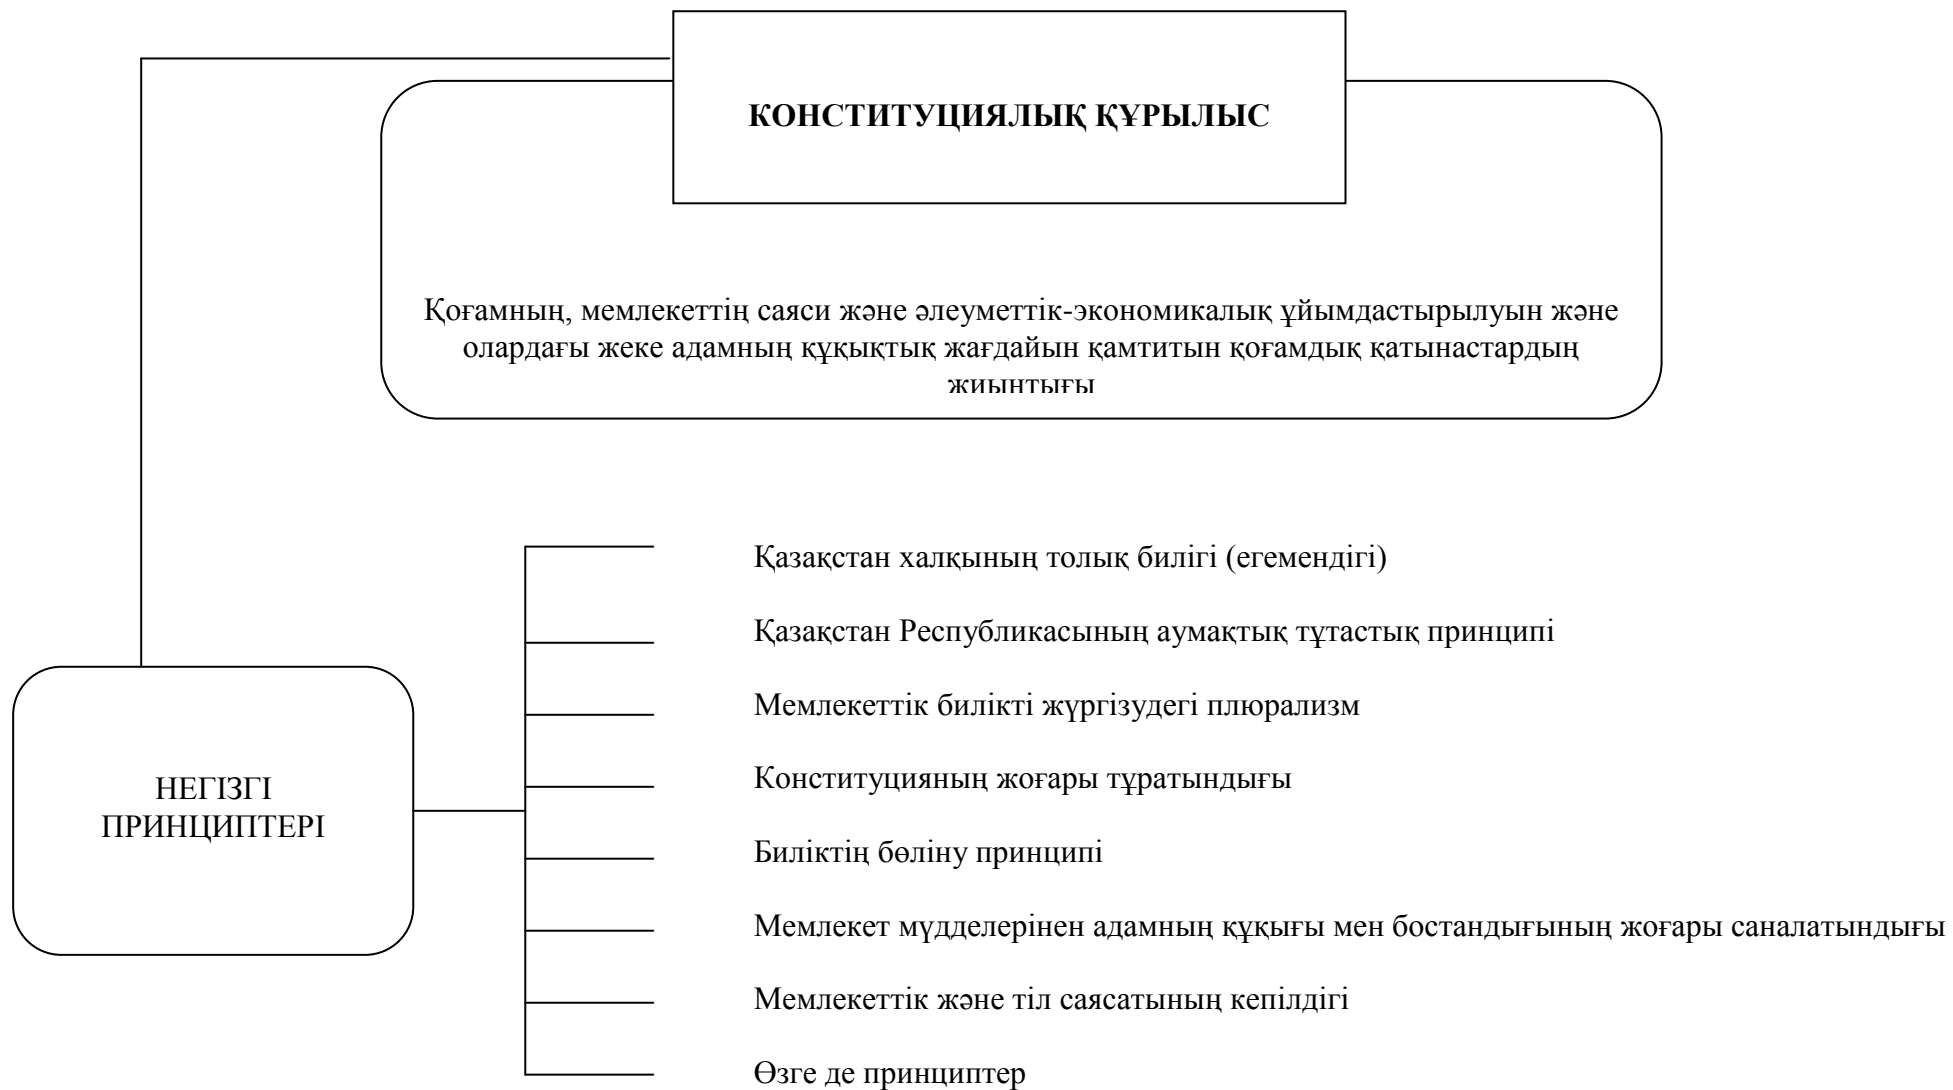 КОНСТИТУЦИЯЛЫҚ ҚҰРЫЛЫС
Қоғамның, мемлекеттің саяси және әлеуметтік-экономикалық ұйымдастырылуын және
олардағы жеке адамның құқықтық жағдайын қамтитын қоғамдық қатынастардың
жиынтығы
Қазақстан халқының толық билігі (егемендігі)
Қазақстан Республикасының аумақтық тұтастық принципі
Мемлекеттік билікті жүргізудегі плюрализм
Конституцияның жоғары тұратындығы
НЕГІЗГІ
ПРИНЦИПТЕРІ
Биліктің бөліну принципі
Мемлекет мүдделерінен адамның құқығы мен бостандығының жоғары саналатындығы
Мемлекеттік және тіл саясатының кепілдігі
Өзге де принциптер